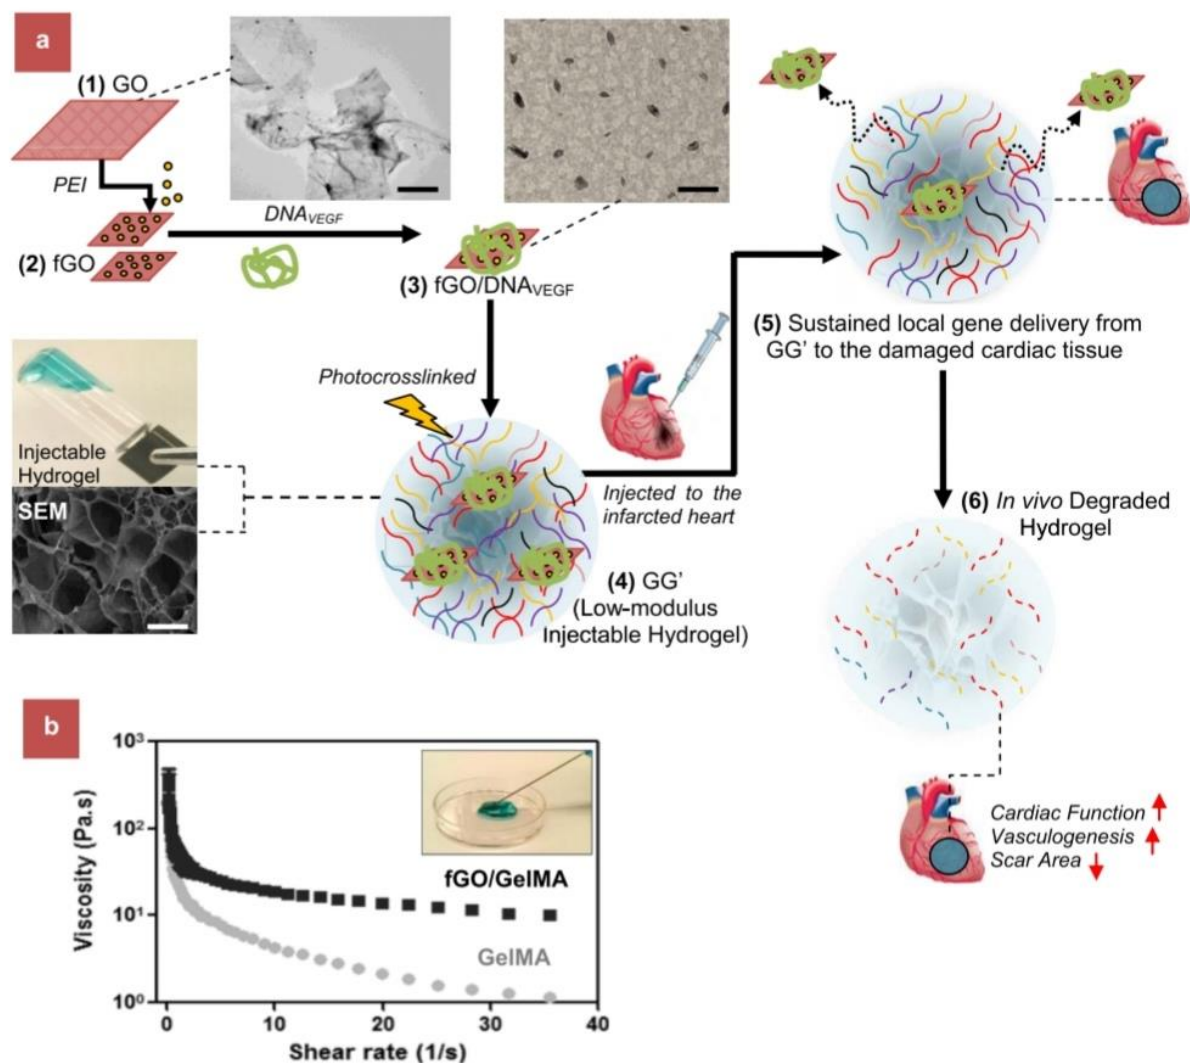 a
(1) GO
PEI
(2) fGO
DNAVEGF
(3) fGO/DNAVEGF
Photocrosslinked
Injectable
Hydrogel
SEM
(4) GG’
(Low-modulus
Injectable Hydrogel)
Injected to the
infarcted heart
(5) Sustained local gene delivery from
GG’ to the damaged cardiac tissue
(6) In vivo Degraded
Hydrogel
Cardiac Function
Vasculogenesis
Scar Area
b
Viscosity (Pa.s)
10³
10²
10¹
10⁰
fGO/GelMA
GelMA
0 10 20 30 40
Shear rate (1/s)